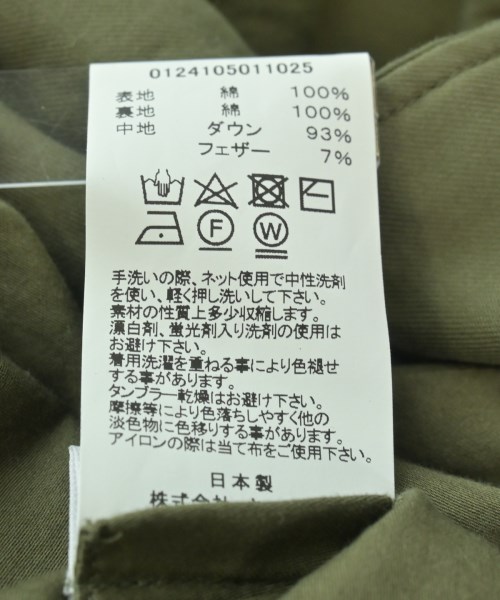 0124105011025
表地 綿 100%
裏地 綿 100%
中地 ダウン 93%
フェザー 7%
F W
手洗いの際、ネット使用で中性洗剤
を使い、軽く押し洗いして下さい。
素材の性質上多少収縮します。
漂白剤、蛍光剤入り洗剤の使用は
お避け下さい。
着用洗濯を重ねる事により色褪せ
する事があります。
タンブラー乾燥はお避け下さい。
摩擦等により色落ちしやすく他の
淡色物に色移りする事があります。
アイロンの際は当て布をご使用下さい。
日本製
株式会社